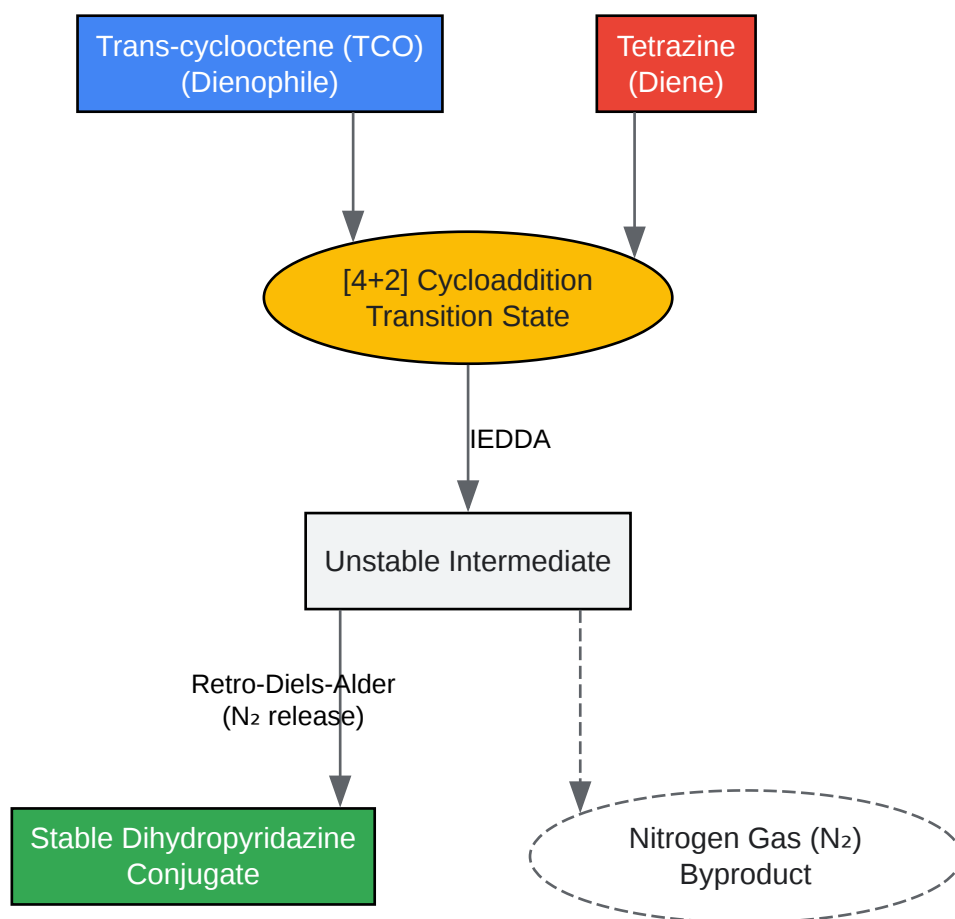 Trans-cyclooctene (TCO)
(Dienophile)
Tetrazine
(Diene)
[4+2] Cycloaddition
Transition State
IEDDA
Unstable Intermediate
Retro-Diels-Alder
(N₂ release)
Stable Dihydropyridazine
Conjugate
Nitrogen Gas (N₂)
Byproduct